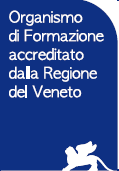 Organismo
di Formazione
accreditato
dalla Regione
del Veneto